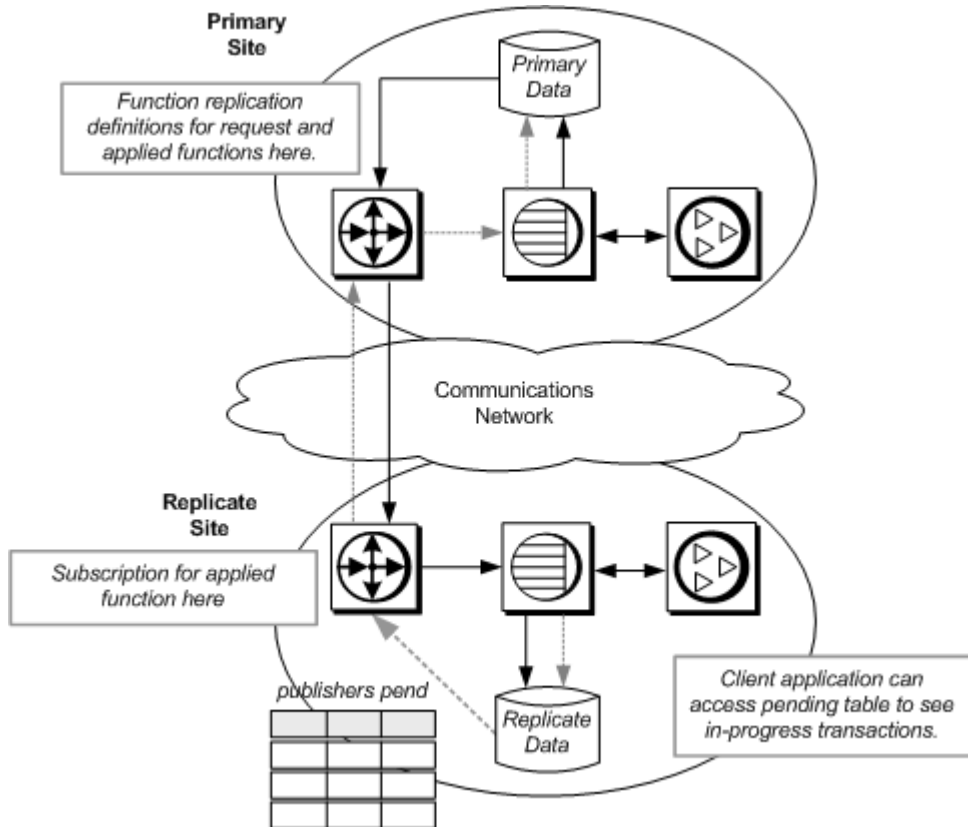 Primary
Site
Primary
Data
Function replication
definitions for request and
applied functions here.
Communications
Network
Replicate
Site
Subscription for applied
function here
publishers pend
Replicate
Data
Client application can
access pending table to see
in-progress transactions.